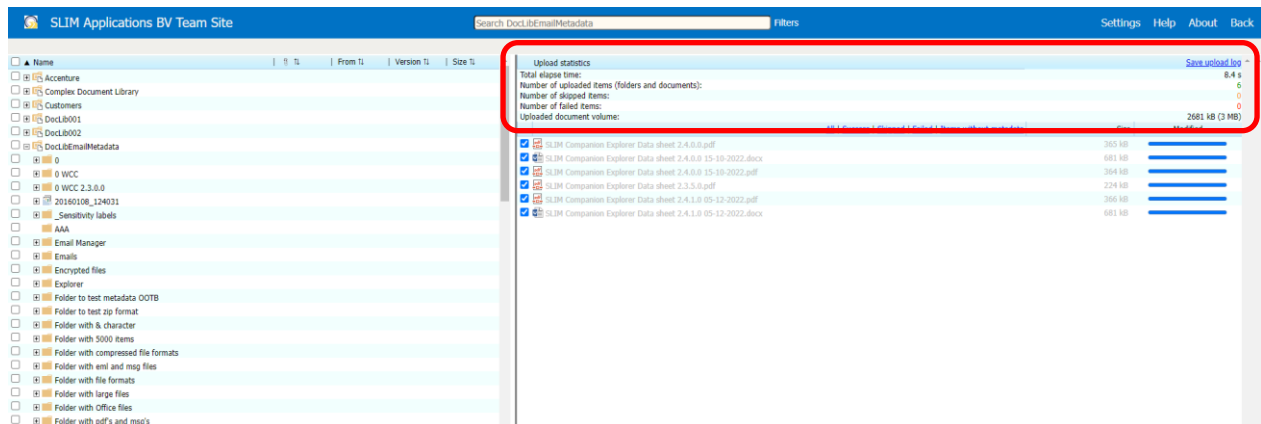 SLIM Applications BV Team Site
Search DocLibEmailMetadata
Filters
Settings Help About Back
Name
From
Version
Size
Accenture
Complex Document Library
Customers
DocLib001
DocLib002
DocLibEmailMetadata
0
0 WCC
0 WCC 2.3.0.0
20160108_124031
_Sensitivity labels
AAA
Email Manager
Emails
Encrypted files
Explorer
Folder to test metadata OOTB
Folder to test zip format
Folder with & character
Folder with 5000 items
Folder with compressed file formats
Folder with eml and msg files
Folder with file formats
Folder with large files
Folder with Office files
Folder with pdf's and msg's
Upload statistics
Save upload log
Total elapse time: 8.4 s
Number of uploaded items (folders and documents): 6
Number of skipped items: 0
Number of failed items: 0
Uploaded document volume: 2681 kB (3 MB)
All | Success | Skipped | Failed | Items without metadata
Size
Modified
SLIM Companion Explorer Data sheet 2.4.0.0.pdf 365 kB
SLIM Companion Explorer Data sheet 2.4.0.0 15-10-2022.docx 681 kB
SLIM Companion Explorer Data sheet 2.4.0.0 15-10-2022.pdf 364 kB
SLIM Companion Explorer Data sheet 2.3.5.0.pdf 224 kB
SLIM Companion Explorer Data sheet 2.4.1.0 05-12-2022.pdf 366 kB
SLIM Companion Explorer Data sheet 2.4.1.0 05-12-2022.docx 681 kB